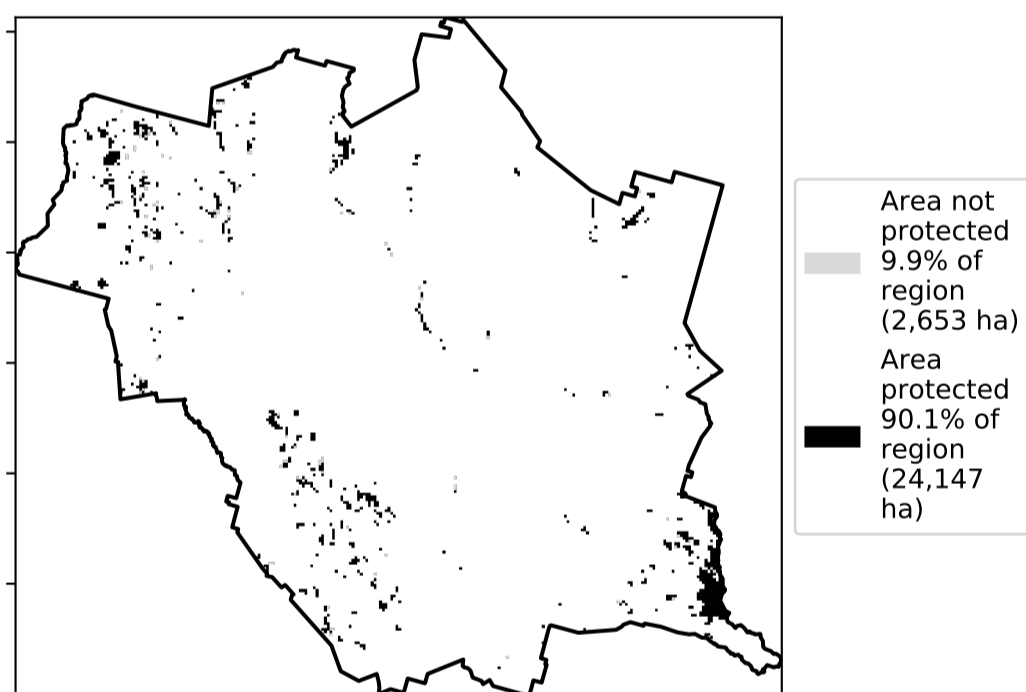 Area not
protected
9.9% of
region
(2,653 ha)
Area
protected
90.1% of
region
(24,147
ha)